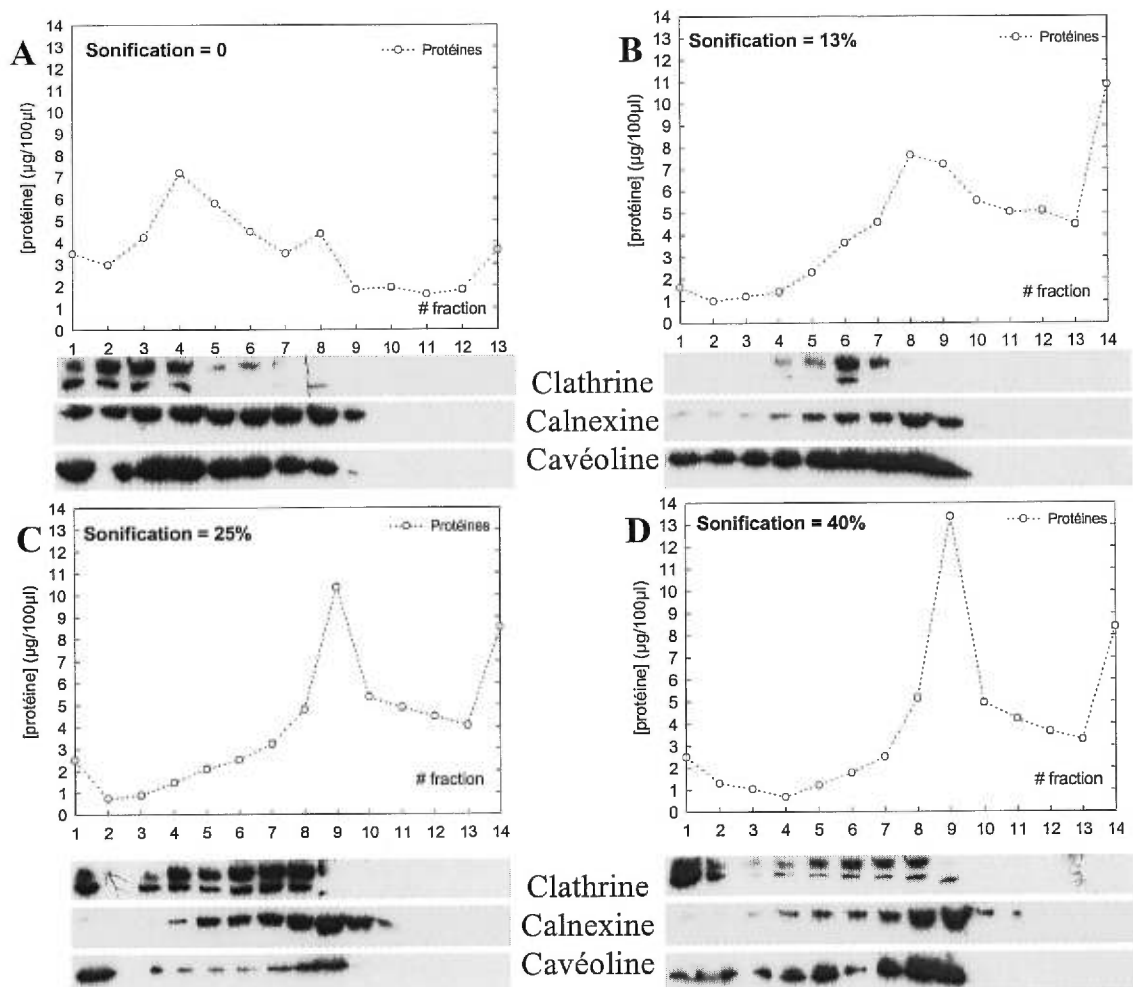 A
Sonification = 0
Protéines
14
13
12
11
10
9
8
7
6
5
4
3
2
1
0
[protéine] (µg/100µl)
# fraction
1 2 3 4 5 6 7 8 9 10 11 12 13
B
Sonification = 13%
Protéines
14
13
12
11
10
9
8
7
6
5
4
3
2
1
0
[protéine] (µg/100µl)
# fraction
1 2 3 4 5 6 7 8 9 10 11 12 13 14
Clathrine
Calnexine
Cavéoline
C
Sonification = 25%
Protéines
14
13
12
11
10
9
8
7
6
5
4
3
2
1
0
[protéine] (µg/100µl)
# fraction
1 2 3 4 5 6 7 8 9 10 11 12 13 14
D
Sonification = 40%
Protéines
14
13
12
11
10
9
8
7
6
5
4
3
2
1
0
[protéine] (µg/100µl)
# fraction
1 2 3 4 5 6 7 8 9 10 11 12 13 14
Clathrine
Calnexine
Cavéoline